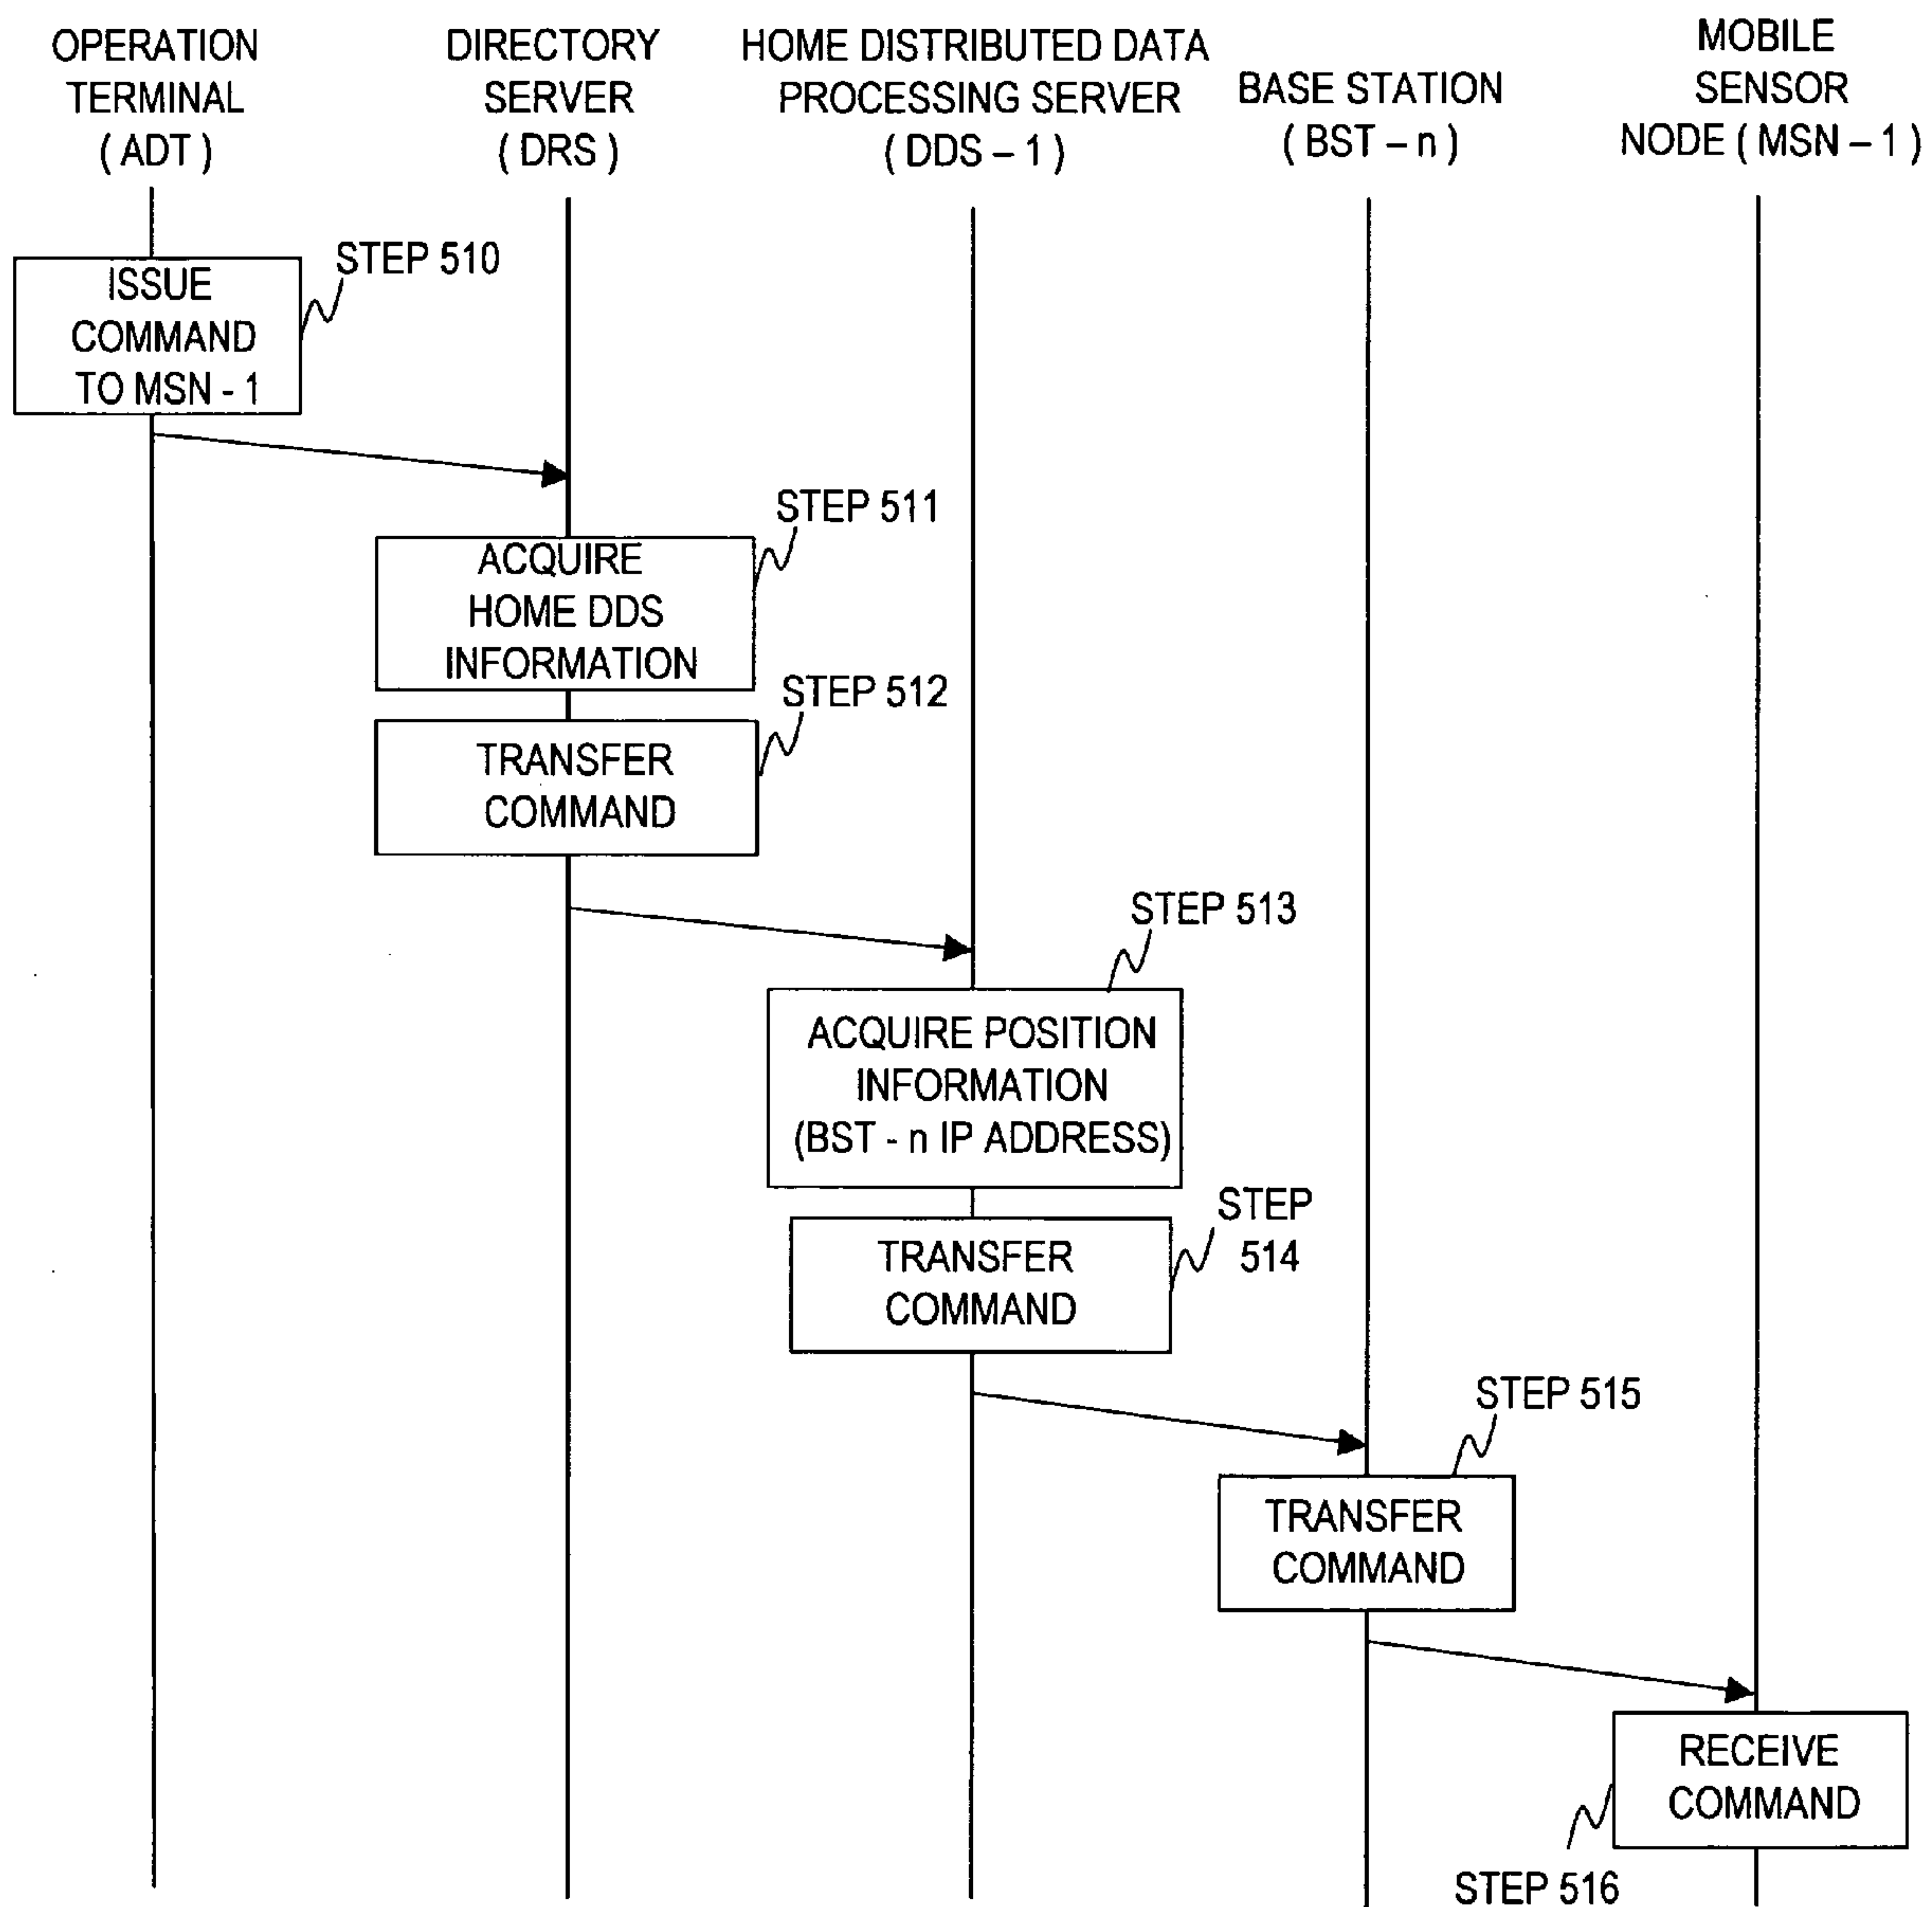 OPERATION
TERMINAL
( ADT )
DIRECTORY
SERVER
( DRS )
HOME DISTRIBUTED DATA
PROCESSING SERVER
( DDS – 1 )
BASE STATION
( BST – n )
MOBILE
SENSOR
NODE ( MSN – 1 )
STEP 510
ISSUE
COMMAND
TO MSN - 1
STEP 511
ACQUIRE
HOME DDS
INFORMATION
STEP 512
TRANSFER
COMMAND
STEP 513
ACQUIRE POSITION
INFORMATION
(BST - n IP ADDRESS)
STEP
514
TRANSFER
COMMAND
STEP 515
TRANSFER
COMMAND
RECEIVE
COMMAND
STEP 516